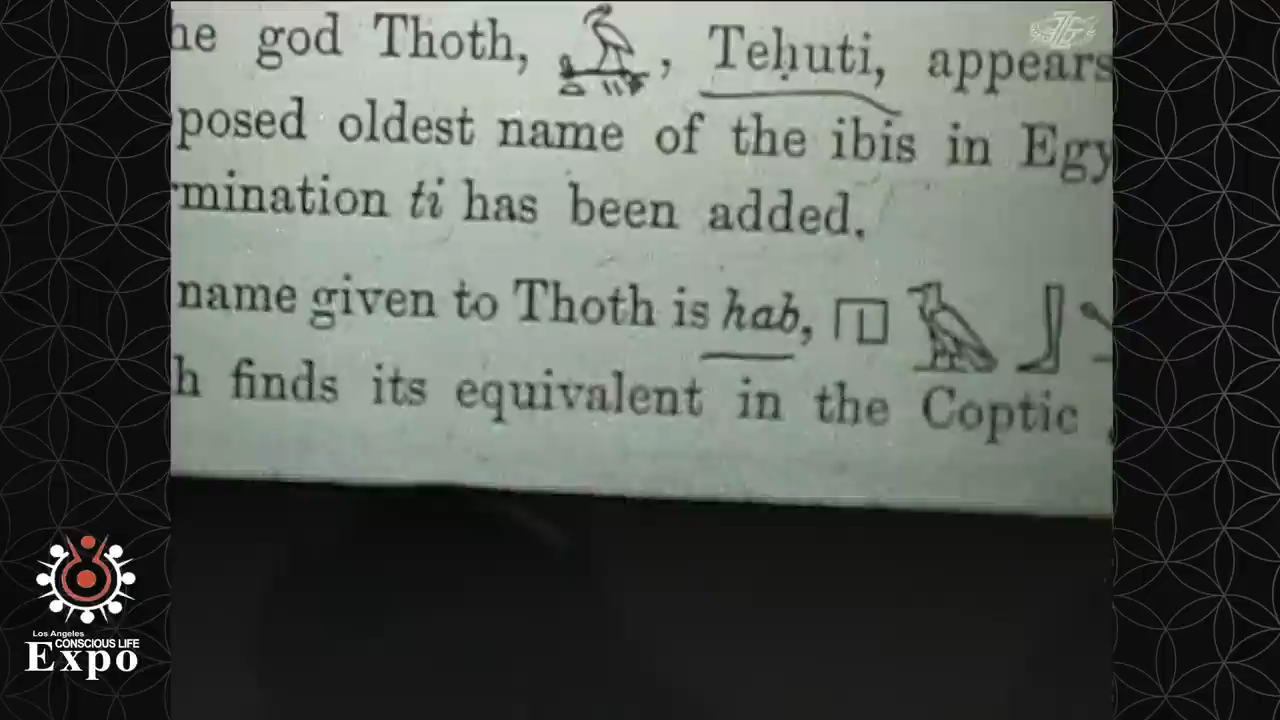 he god Thoth, , Teḥuti, appears
posed oldest name of the ibis in Egy
rmination ti has been added.
name given to Thoth is hab,
h finds its equivalent in the Coptic
Los Angeles
CONSCIOUS LIFE
Expo